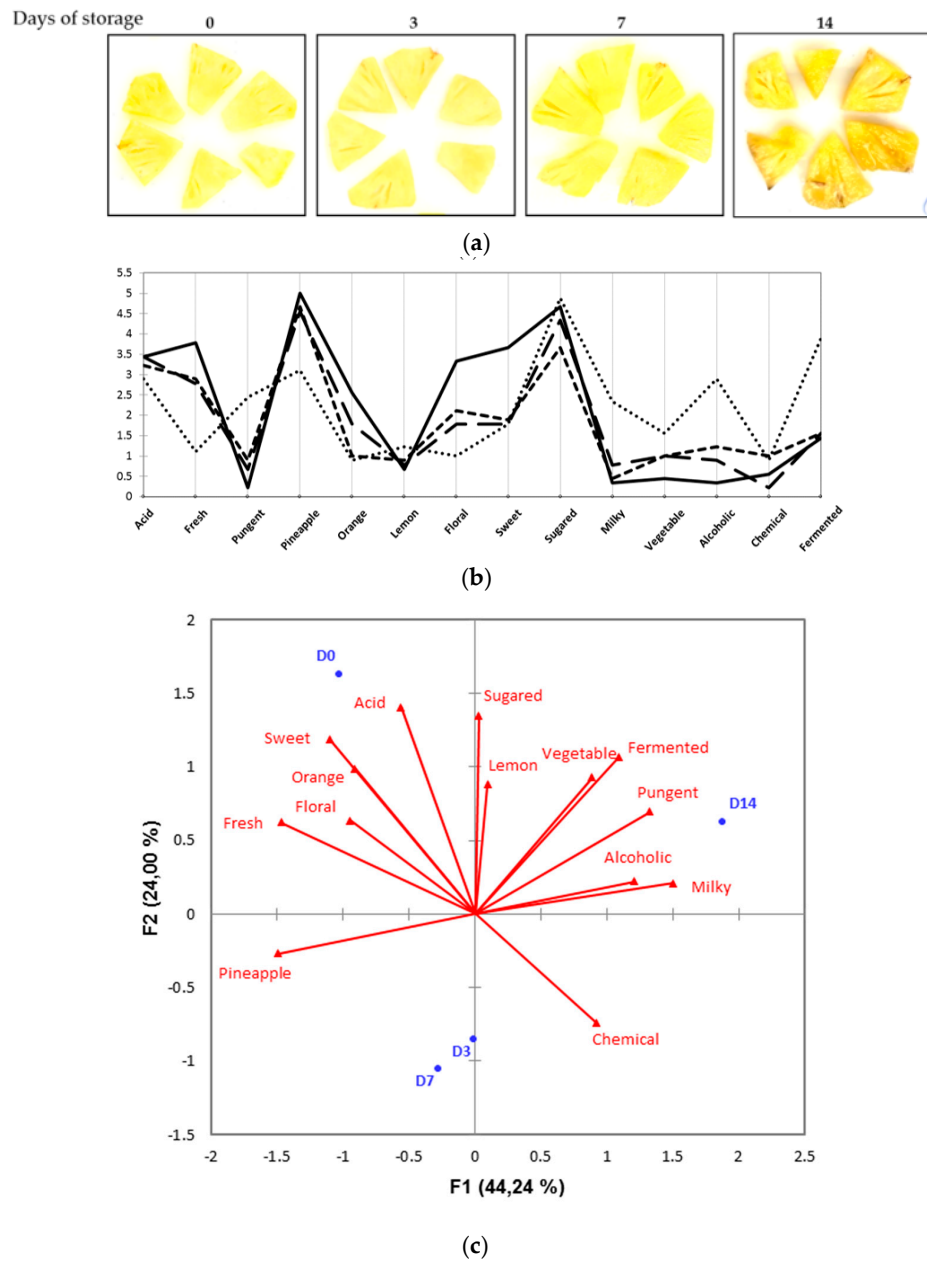 Days of storage 0 3 7 14
(a)
5.5
5
4.5
4
3.5
3
2.5
2
1.5
1
0.5
0
Acid Fresh Pungent Pineapple Orange Lemon Floral Sweet Sugared Milky Vegetable Alcoholic Chemical Fermented
(b)
2
D0
1.5
Acid
Sugared
Sweet
Vegetable
Fermented
Orange
Lemon
1
Pungent
Floral
D14
Fresh
0.5
Alcoholic
Milky
F2 (24,00 %)
0
Pineapple
-0.5
Chemical
D3
-1
D7
-1.5
-2 -1.5 -1 -0.5 0 0.5 1 1.5 2 2.5
F1 (44,24 %)
(c)